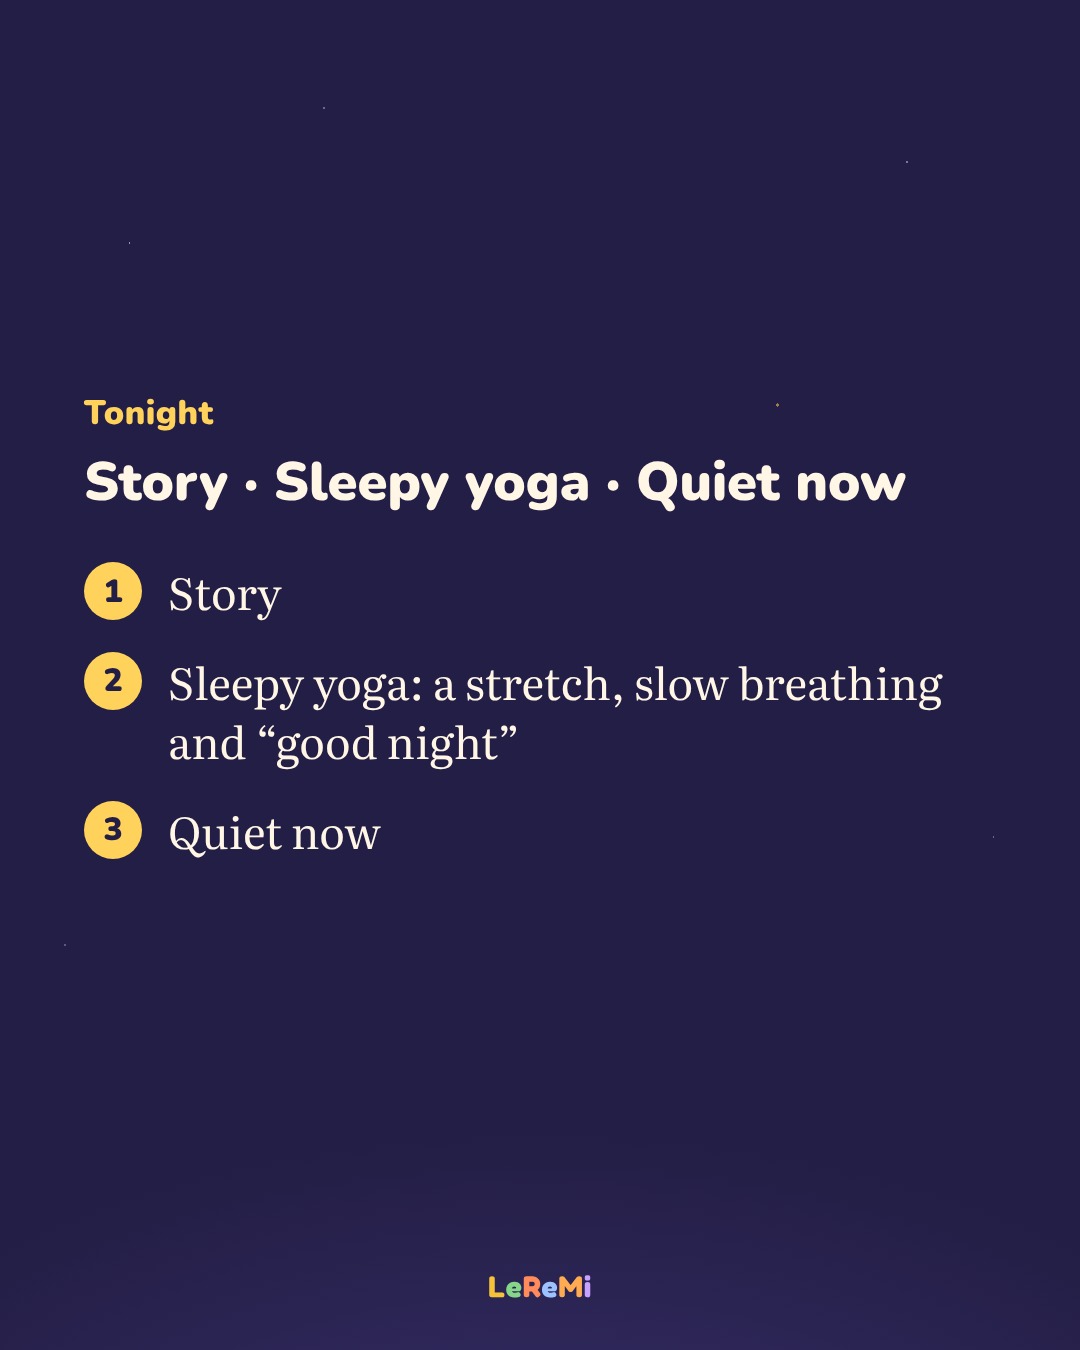 Tonight
Story · Sleepy yoga · Quiet now
1 Story
2 Sleepy yoga: a stretch, slow breathing
and “good night”
3 Quiet now
LeReMi